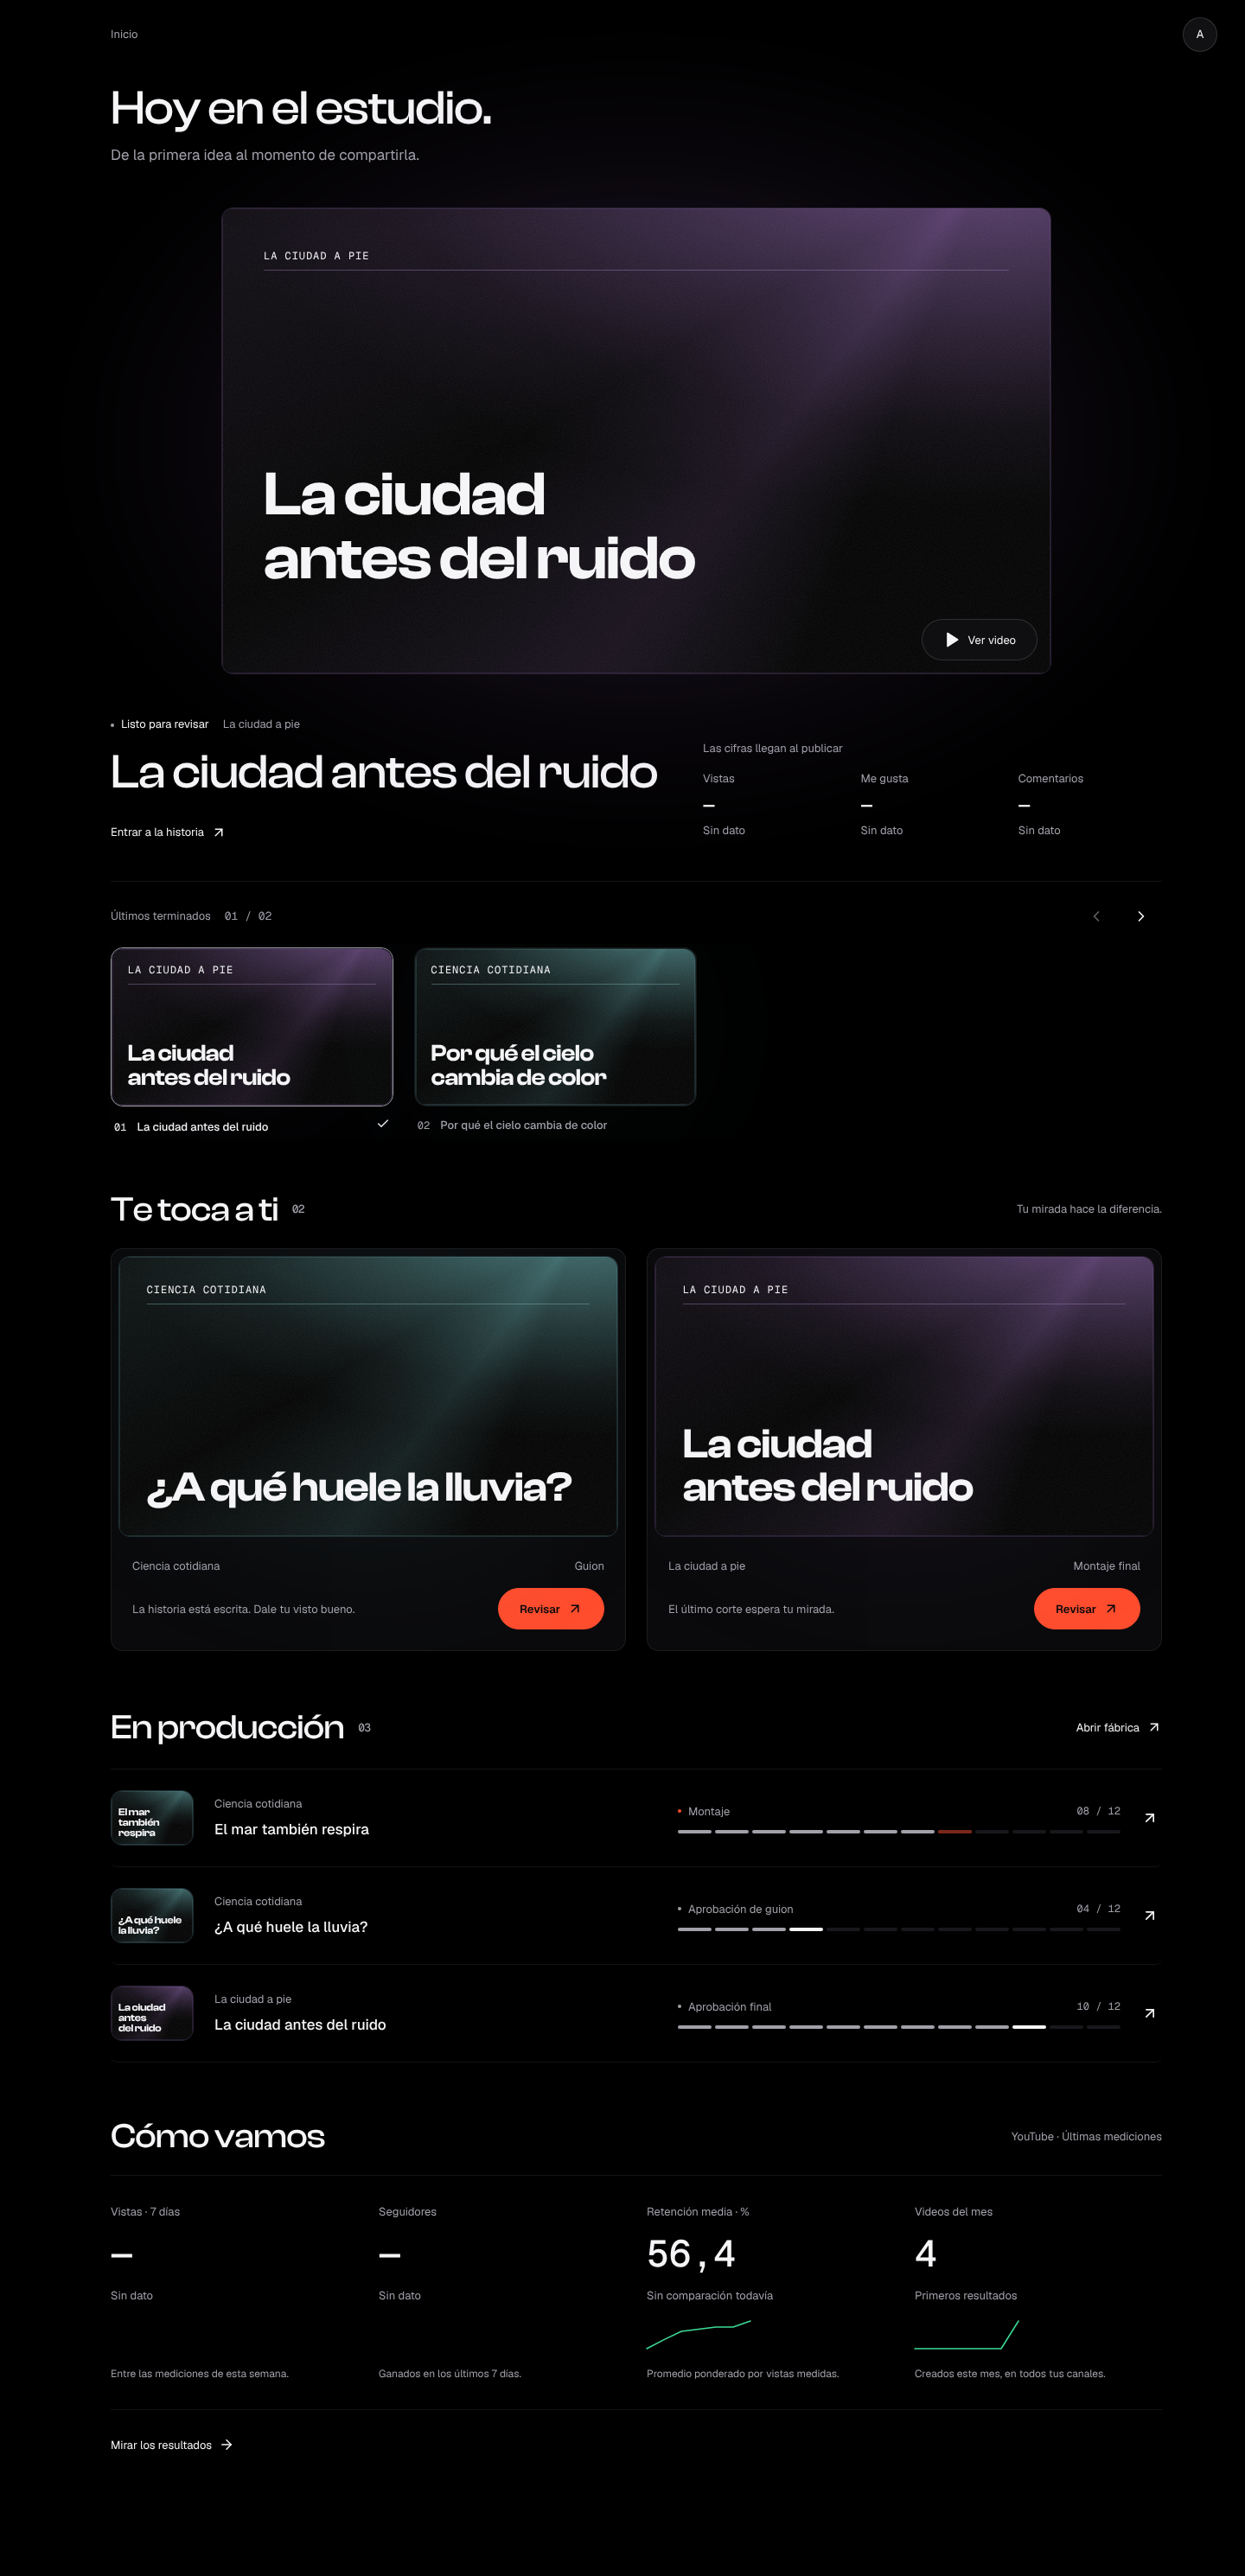 Inicio
A
Hoy en el estudio.
De la primera idea al momento de compartirla.
LA CIUDAD A PIE
La ciudad
antes del ruido
Ver video
Listo para revisar La ciudad a pie
La ciudad antes del ruido
Entrar a la historia
Las cifras llegan al publicar
Vistas Me gusta Comentarios
— — —
Sin dato Sin dato Sin dato
Últimos terminados 01 / 02
LA CIUDAD A PIE
La ciudad
antes del ruido
01 La ciudad antes del ruido
CIENCIA COTIDIANA
Por qué el cielo
cambia de color
02 Por qué el cielo cambia de color
Te toca a ti 02
Tu mirada hace la diferencia.
CIENCIA COTIDIANA
¿A qué huele la lluvia?
Ciencia cotidiana Guion
La historia está escrita. Dale tu visto bueno. Revisar
LA CIUDAD A PIE
La ciudad
antes del ruido
La ciudad a pie Montaje final
El último corte espera tu mirada. Revisar
En producción 03
Abrir fábrica
El mar
también
respira
Ciencia cotidiana
El mar también respira
Montaje 08 / 12
¿A qué huele
la lluvia?
Ciencia cotidiana
¿A qué huele la lluvia?
Aprobación de guion 04 / 12
La ciudad
antes
del ruido
La ciudad a pie
La ciudad antes del ruido
Aprobación final 10 / 12
Cómo vamos
YouTube · Últimas mediciones
Vistas · 7 días Seguidores Retención media · % Videos del mes
— — 56,4 4
Sin dato Sin dato Sin comparación todavía Primeros resultados
Entre las mediciones de esta semana. Ganados en los últimos 7 días. Promedio ponderado por vistas medidas. Creados este mes, en todos tus canales.
Mirar los resultados